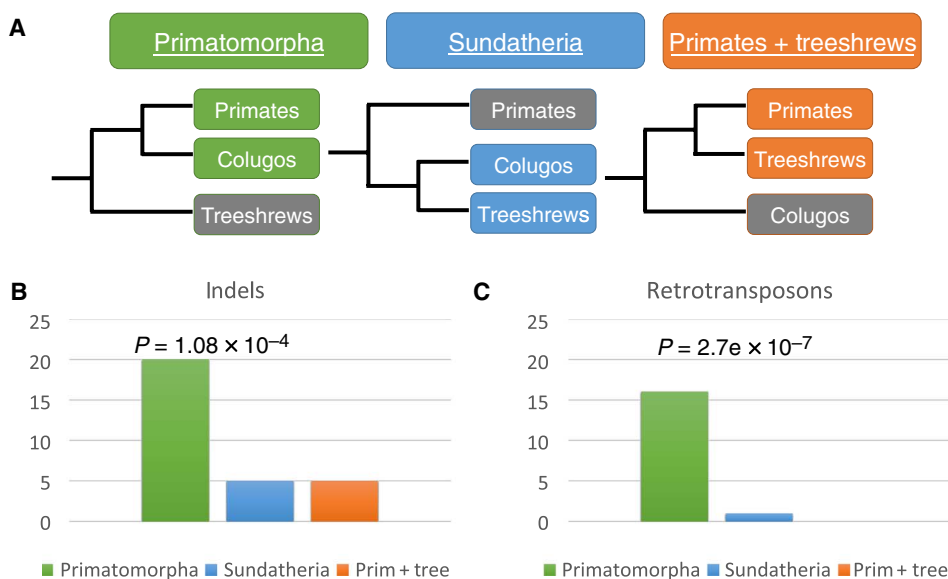 A
Primatomorpha Sundatheria Primates + treeshrews
Primates
Colugos
Treeshrews
Primates
Colugos
Treeshrews
Primates
Treeshrews
Colugos
B
Indels
25
20
15
10
5
0
P = 1.08 × 10–4
Primatomorpha Sundatheria Prim + tree
C
Retrotransposons
25
20
15
10
5
0
P = 2.7e × 10–7
Primatomorpha Sundatheria Prim + tree